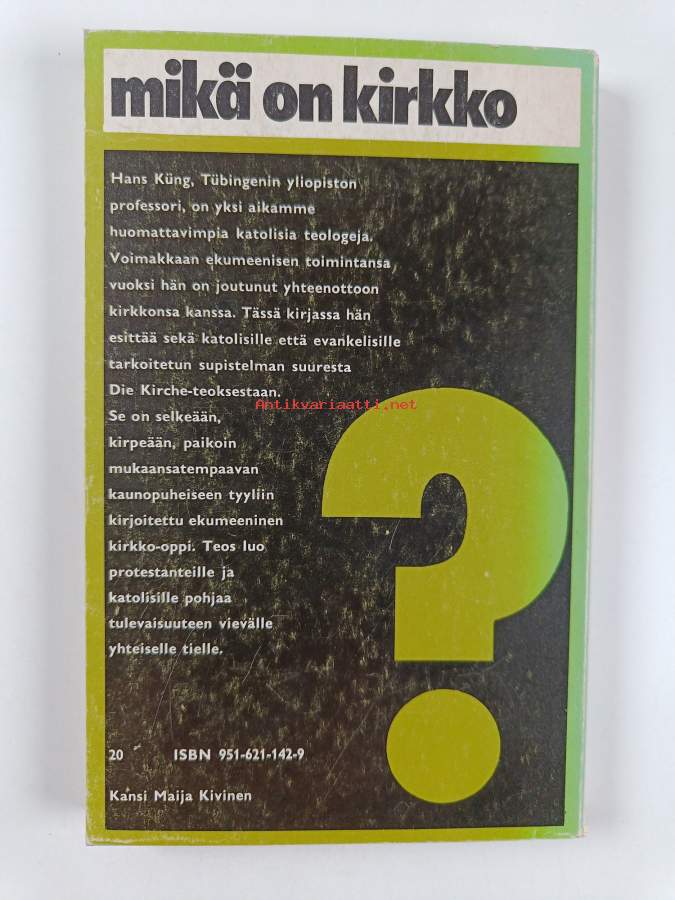 mikä on kirkko
Hans Küng, Tübingenin yliopiston
professori, on yksi aikamme
huomattavimpia katolisia teologeja.
Voimakkaan ekumeenisen toimintansa
vuoksi hän on joutunut yhteenottoon
kirkkonsa kanssa. Tässä kirjassa hän
esittää sekä katolisille että evankelisille
tarkoitetun supistelman suuresta
Die Kirche-teoksestaan.
Antikvariaatti.net
Se on selkeään,
kirpeään, paikoin
mukaansatempaavan
kaunopuheiseen tyyliin
kirjoitettu ekumeeninen
kirkko-oppi. Teos luo
protestanteille ja
katolisille pohjaa
tulevaisuuteen vievälle
yhteiselle tielle.
?
20 ISBN 951-621-142-9
Kansi Maija Kivinen